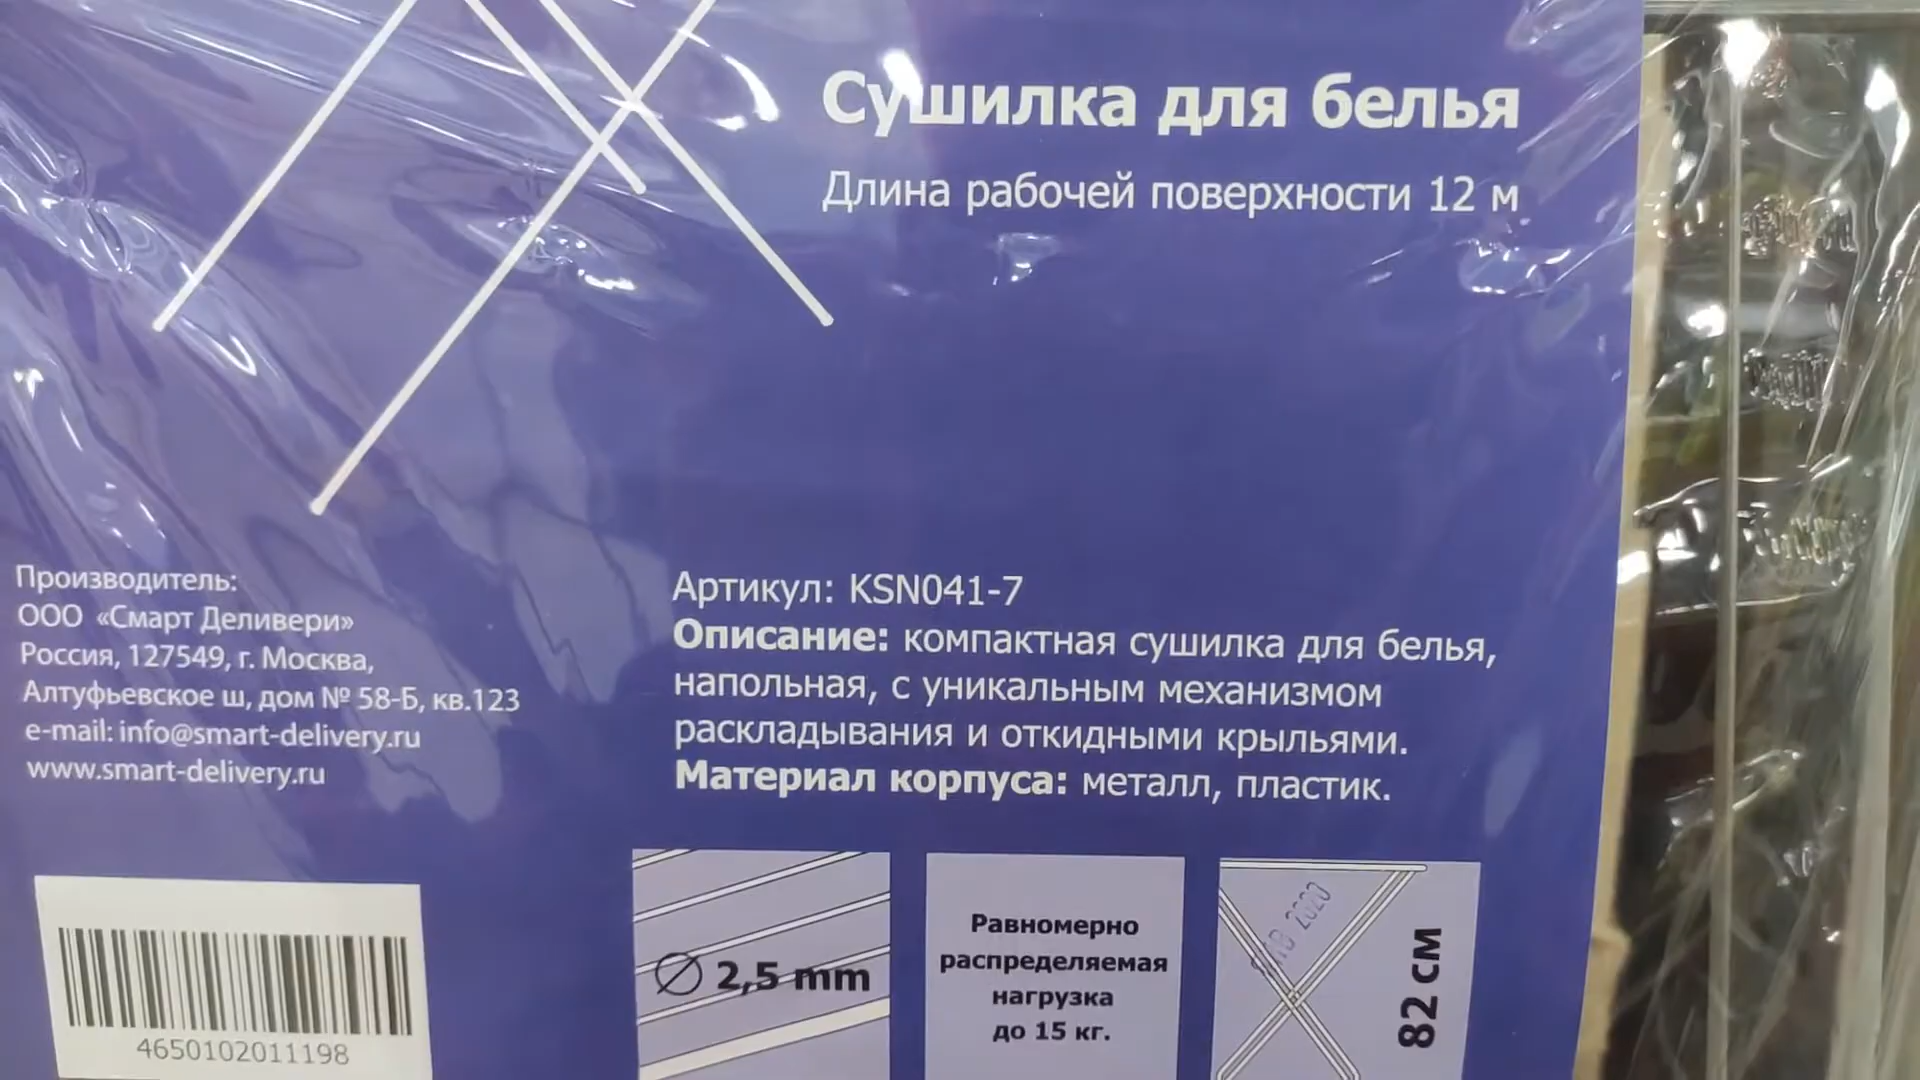 Сушилка для белья
Длина рабочей поверхности 12 м
Производитель:
ООО «Смарт Деливери»
Россия, 127549, г. Москва,
Алтуфьевское ш, дом № 58-Б, кв.123
e-mail: info@smart-delivery.ru
www.smart-delivery.ru
Артикул: KSN041-7
Описание: компактная сушилка для белья,
напольная, с уникальным механизмом
раскладывания и откидными крыльями.
Материал корпуса: металл, пластик.
4650102011198
∅ 2,5 mm
Равномерно
распределяемая
нагрузка
до 15 кг.
2020
82 см